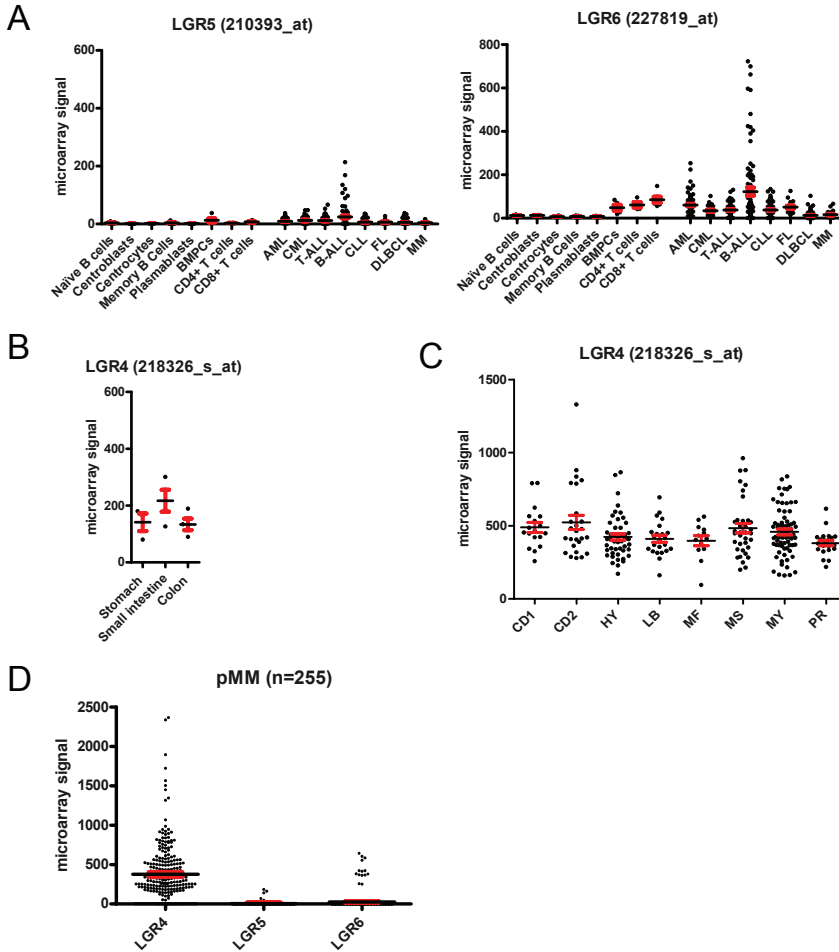 A
LGR5 (210393_at)
microarray signal
600
400
200
0
Naïve B cells
Centroblasts
Centrocytes
Memory B Cells
Plasmablasts
BMPCs
CD4+ T cells
CD8+ T cells
AML
CML
T-ALL
B-ALL
CLL
FL
DLBCL
MM
LGR6 (227819_at)
microarray signal
800
600
400
200
0
Naïve B cells
Centroblasts
Centrocytes
Memory B Cells
Plasmablasts
BMPCs
CD4+ T cells
CD8+ T cells
AML
CML
T-ALL
B-ALL
CLL
FL
DLBCL
MM
B
LGR4 (218326_s_at)
microarray signal
600
400
200
0
Stomach
Small intestine
Colon
C
LGR4 (218326_s_at)
microarray signal
1500
1000
500
0
CD1
CD2
HY
LB
MF
MS
MY
PR
D
pMM (n=255)
microarray signal
2500
2000
1500
1000
500
0
LGR4
LGR5
LGR6